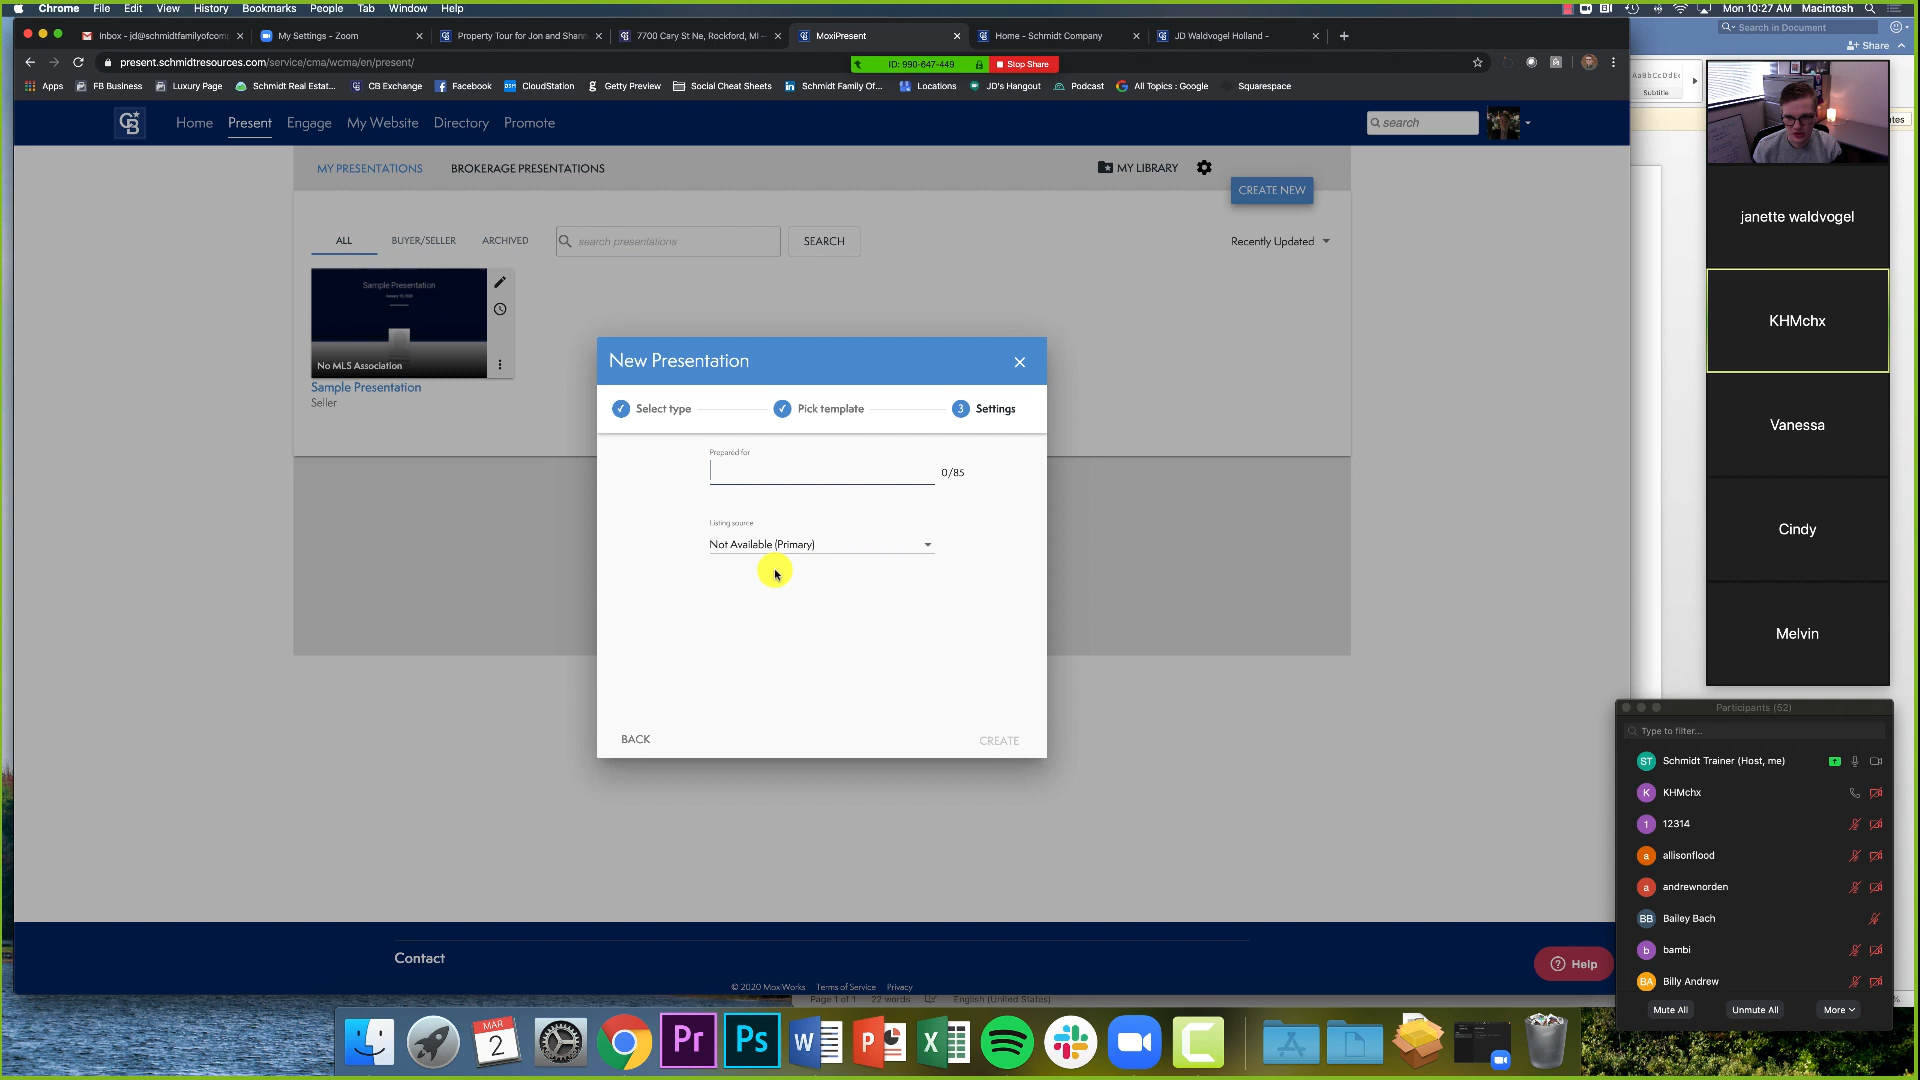 Chrome File Edit View History Bookmarks People Tab Window Help
Mon 10:27 AM Macintosh
Inbox - jd@schmidtfamilyofcom
My Settings - Zoom
Property Tour for Jon and Shann
7700 Cary St Ne, Rockford, MI –
MoxiPresent
Home - Schmidt Company
JD Waldvogel Holland -
Search in Document
Share
present.schmidtresources.com/service/cma/wcma/en/present/
ID: 990-647-449
Stop Share
Apps
FB Business
Luxury Page
Schmidt Real Estat...
CB Exchange
Facebook
CloudStation
Getty Preview
Social Cheat Sheets
Schmidt Family Of...
Locations
JD's Hangout
Podcast
All Topics : Google
Squarespace
AaBbCcDdEe
Subtitle
CB
Home Present Engage My Website Directory Promote
search
MY PRESENTATIONS
BROKERAGE PRESENTATIONS
MY LIBRARY
CREATE NEW
ALL
BUYER/SELLER
ARCHIVED
search presentations
SEARCH
Recently Updated
Sample Presentation
January 10, 2020
No MLS Association
Sample Presentation
Seller
New Presentation
Select type
Pick template
3 Settings
Prepared for
0/85
Listing source
Not Available (Primary)
BACK
CREATE
janette waldvogel
KHMchx
Vanessa
Cindy
Melvin
Participants (52)
Type to filter...
ST Schmidt Trainer (Host, me)
K KHMchx
1 12314
a allisonflood
a andrewnorden
BB Bailey Bach
b bambi
BA Billy Andrew
Mute All
Unmute All
More
Contact
Help
© 2020 MoxiWorks Terms of Service Privacy
Page 1 of 1 22 words English (United States)
MAR
2
Pr
Ps
W
P
X
C